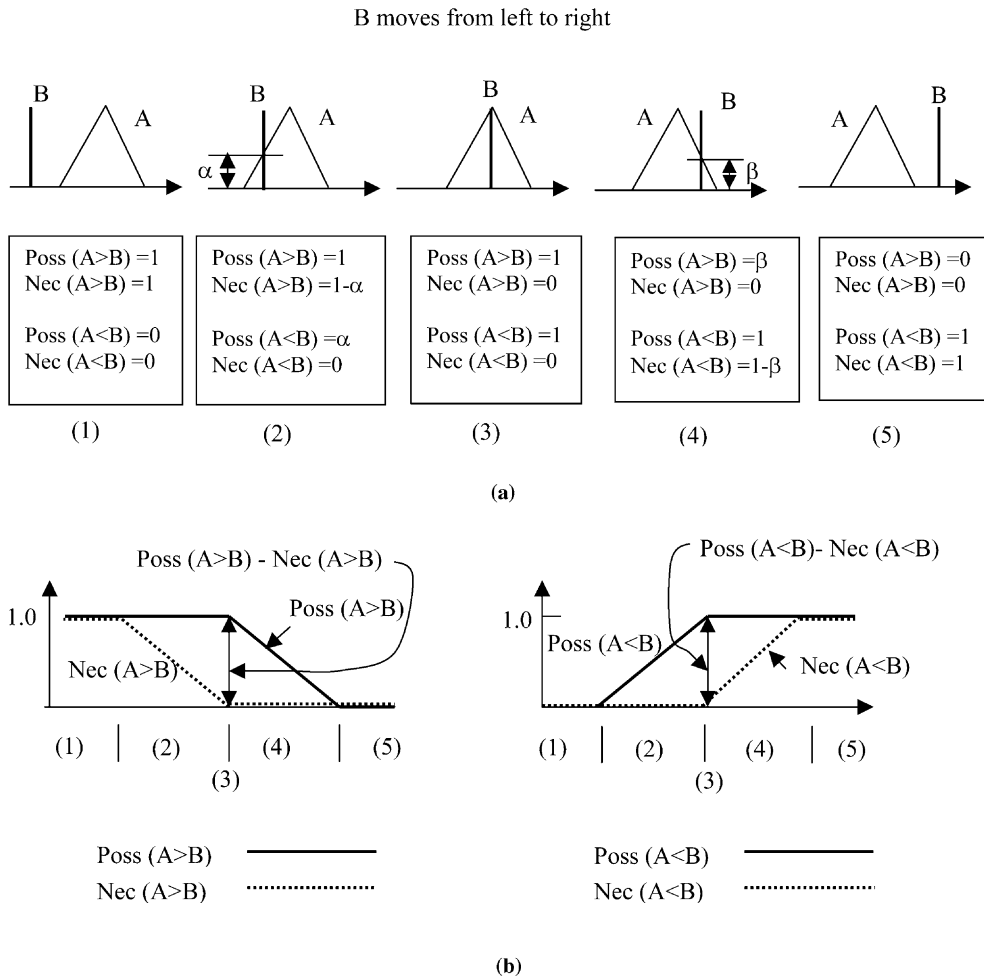 B moves from left to right
B
A
Poss (A>B) =1
Nec (A>B) =1
Poss (A<B) =0
Nec (A<B) =0
(1)
B
A
α
Poss (A>B) =1
Nec (A>B) =1-α
Poss (A<B) =α
Nec (A<B) =0
(2)
B
A
Poss (A>B) =1
Nec (A>B) =0
Poss (A<B) =1
Nec (A<B) =0
(3)
A
B
β
Poss (A>B) =β
Nec (A>B) =0
Poss (A<B) =1
Nec (A<B) =1-β
(4)
A
B
Poss (A>B) =0
Nec (A>B) =0
Poss (A<B) =1
Nec (A<B) =1
(5)
(a)
Poss (A>B) - Nec (A>B)
1.0
Poss (A>B)
Nec (A>B)
(1)
(2)
(4)
(5)
(3)
Poss (A>B)
Nec (A>B)
Poss (A<B)- Nec (A<B)
1.0
Poss (A<B)
Nec (A<B)
(1)
(2)
(4)
(5)
(3)
Poss (A<B)
Nec (A<B)
(b)